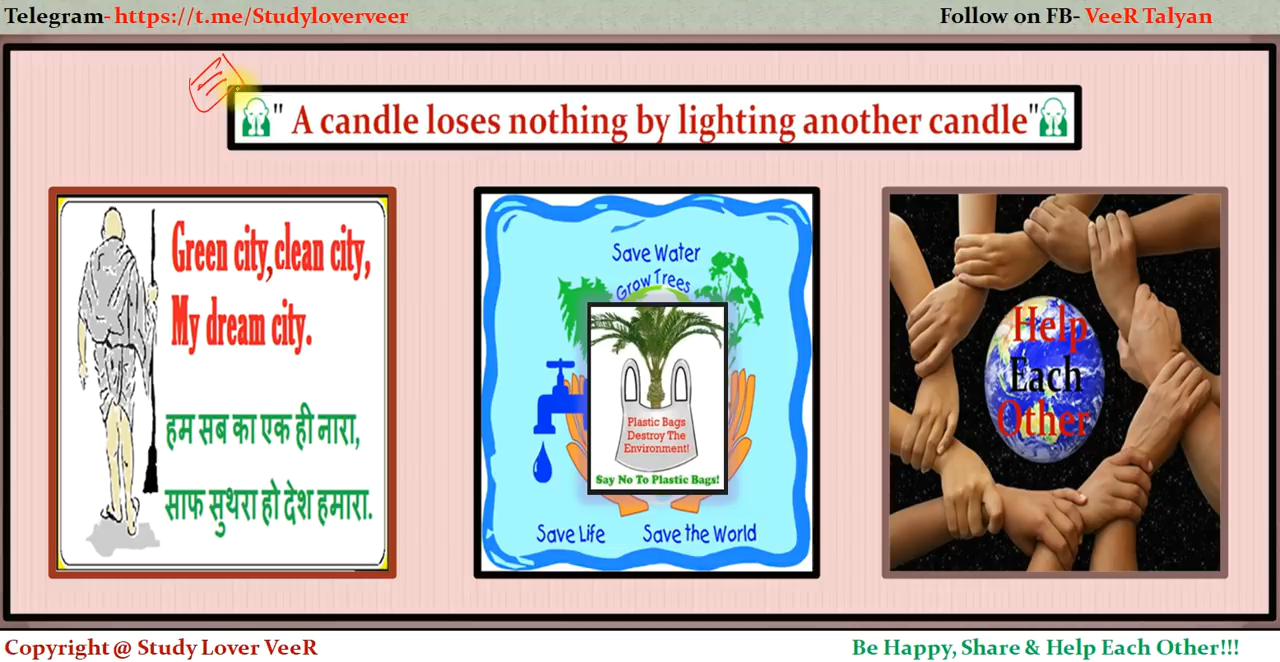 Telegram- https://t.me/Studyloverveer
Follow on FB- VeeR Talyan
" A candle loses nothing by lighting another candle"
Green city,clean city,
My dream city.
हम सब का एक ही नारा,
साफ सुथरा हो देश हमारा.
Save Water
Grow Trees
Plastic Bags
Destroy The
Environment!
Say No To Plastic Bags!
Save Life
Save the World
Help
Each
Other
Copyright @ Study Lover VeeR
Be Happy, Share & Help Each Other!!!